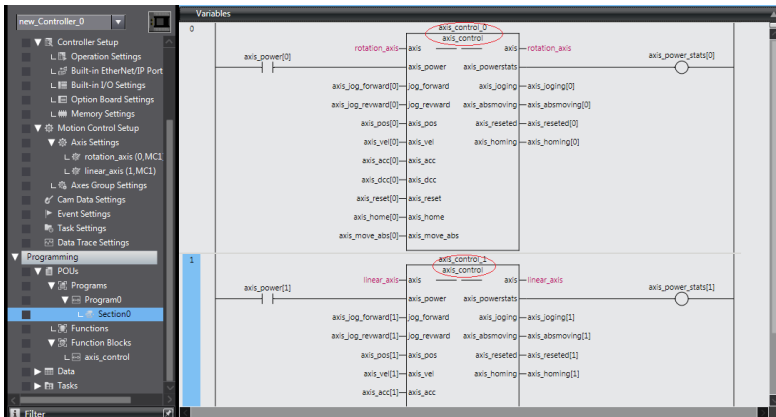 new_Controller_0
Controller Setup
Operation Settings
Built-in EtherNet/IP Port
Built-in I/O Settings
Option Board Settings
Memory Settings
Motion Control Setup
Axis Settings
rotation_axis (0,MC1
linear_axis (1,MC1)
Axes Group Settings
Cam Data Settings
Event Settings
Task Settings
Data Trace Settings
Programming
POUs
Programs
Program0
Section0
Functions
Function Blocks
axis_control
Data
Tasks
Filter
Variables
0
axis_control_0
axis_control
rotation_axis axis axis rotation_axis
axis_power[0] axis_power_stats[0]
axis_power axis_powerstats
axis_jog_forward[0] jog_forward axis_joging axis_joging[0]
axis_jog_revward[0] jog_revward axis_absmoving axis_absmoving[0]
axis_pos[0] axis_pos axis_reseted axis_reseted[0]
axis_vel[0] axis_vel axis_homing axis_homing[0]
axis_acc[0] axis_acc
axis_dcc[0] axis_dcc
axis_reset[0] axis_reset
axis_home[0] axis_home
axis_move_abs[0] axis_move_abs
1
axis_control_1
axis_control
linear_axis axis axis linear_axis
axis_power[1] axis_power_stats[1]
axis_power axis_powerstats
axis_jog_forward[1] jog_forward axis_joging axis_joging[1]
axis_jog_revward[1] jog_revward axis_absmoving axis_absmoving[1]
axis_pos[1] axis_pos axis_reseted axis_reseted[1]
axis_vel[1] axis_vel axis_homing axis_homing[1]
axis_acc[1] axis_acc